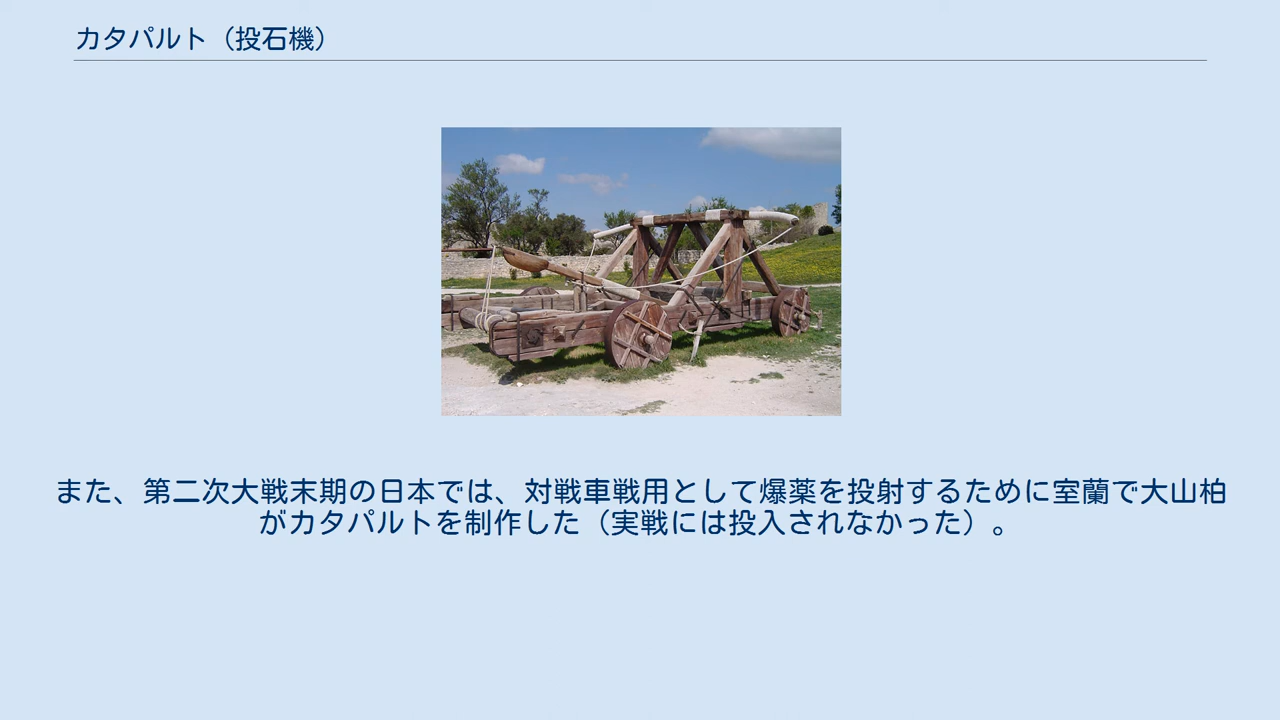 カタパルト（投石機）
また、第二次大戦末期の日本では、対戦車戦用として爆薬を投射するために室蘭で大山柏
がカタパルトを制作した（実戦には投入されなかった）。